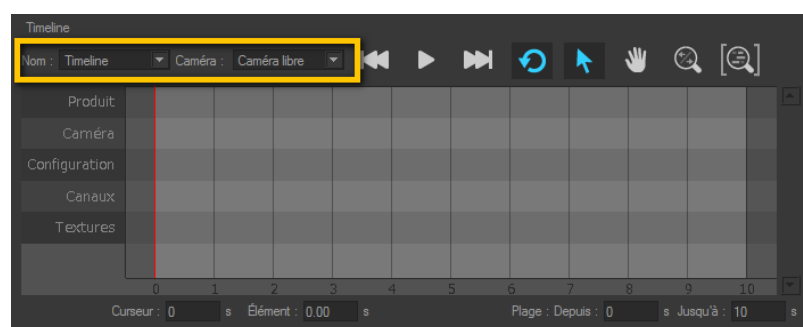 Timeline
Nom : Timeline Caméra : Caméra libre
Produit
Caméra
Configuration
Canaux
Textures
0 1 2 3 4 5 6 7 8 9 10
Curseur : 0 s Élément : 0.00 s Plage : Depuis : 0 s Jusqu'à : 10 s